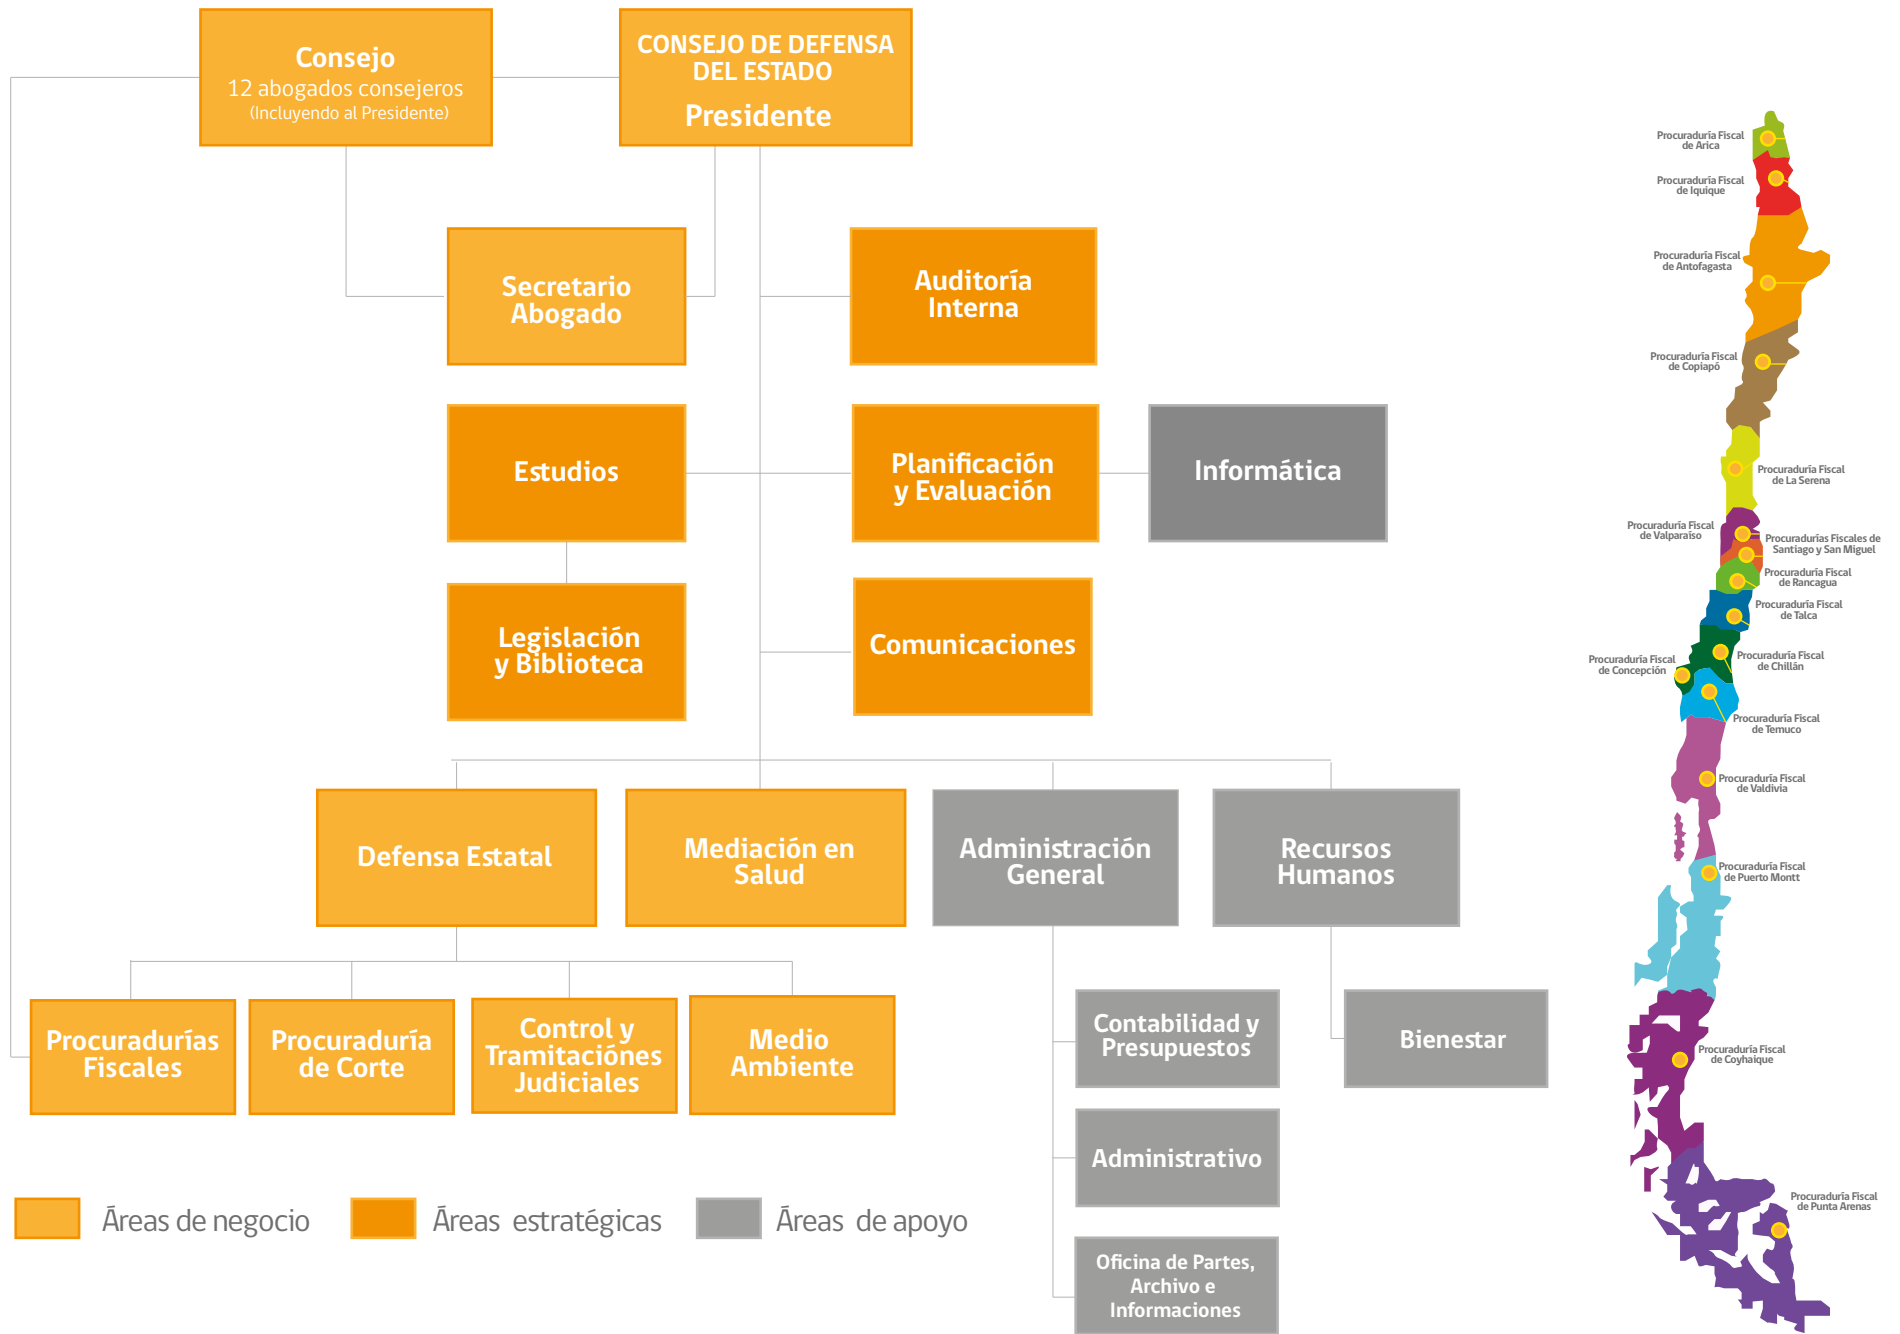 Consejo
12 abogados consejeros
(Incluyendo al Presidente)
CONSEJO DE DEFENSA
DEL ESTADO
Presidente
Secretario
Abogado
Auditoría
Interna
Estudios
Planificación
y Evaluación
Informática
Legislación
y Biblioteca
Comunicaciones
Defensa Estatal
Mediación en
Salud
Administración
General
Recursos
Humanos
Procuradurías
Fiscales
Procuraduría
de Corte
Control y
Tramitaciónes
Judiciales
Medio
Ambiente
Contabilidad y
Presupuestos
Bienestar
Administrativo
Oficina de Partes,
Archivo e
Informaciones
Áreas de negocio
Áreas estratégicas
Áreas de apoyo
Procuraduría Fiscal
de Arica
Procuraduría Fiscal
de Iquique
Procuraduría Fiscal
de Antofagasta
Procuraduría Fiscal
de Copiapó
Procuraduría Fiscal
de La Serena
Procuraduría Fiscal
de Valparaíso
Procuradurías Fiscales de
Santiago y San Miguel
Procuraduría Fiscal
de Rancagua
Procuraduría Fiscal
de Talca
Procuraduría Fiscal
de Chillán
Procuraduría Fiscal
de Concepción
Procuraduría Fiscal
de Temuco
Procuraduría Fiscal
de Valdivia
Procuraduría Fiscal
de Puerto Montt
Procuraduría Fiscal
de Coyhaique
Procuraduría Fiscal
de Punta Arenas